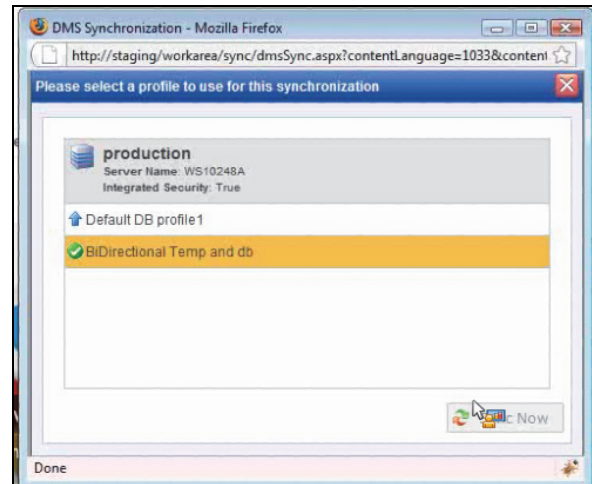 DMS Synchronization - Mozilla Firefox
http://staging/workarea/sync/dmsSync.aspx?contentLanguage=1033&content
Please select a profile to use for this synchronization
production
Server Name: WS10248A
Integrated Security: True
Default DB profile1
BiDirectional Temp and db
Now
Done